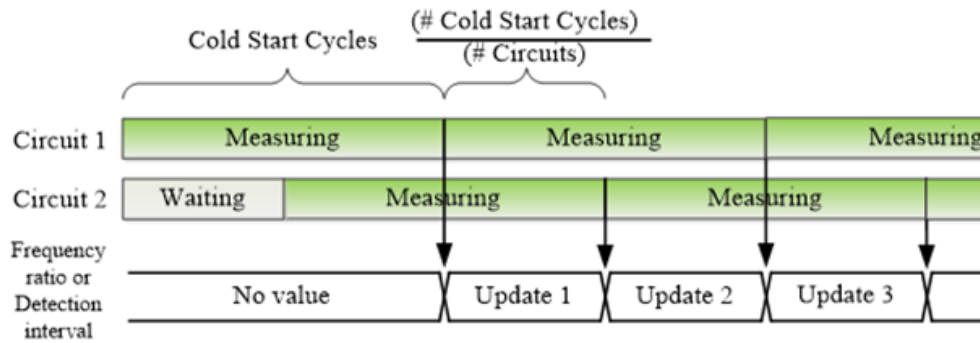 Cold Start Cycles
(# Cold Start Cycles)
(# Circuits)
Circuit 1
Measuring
Measuring
Measuring
Circuit 2
Waiting
Measuring
Measuring
Frequency
ratio or
Detection
interval
No value
Update 1
Update 2
Update 3